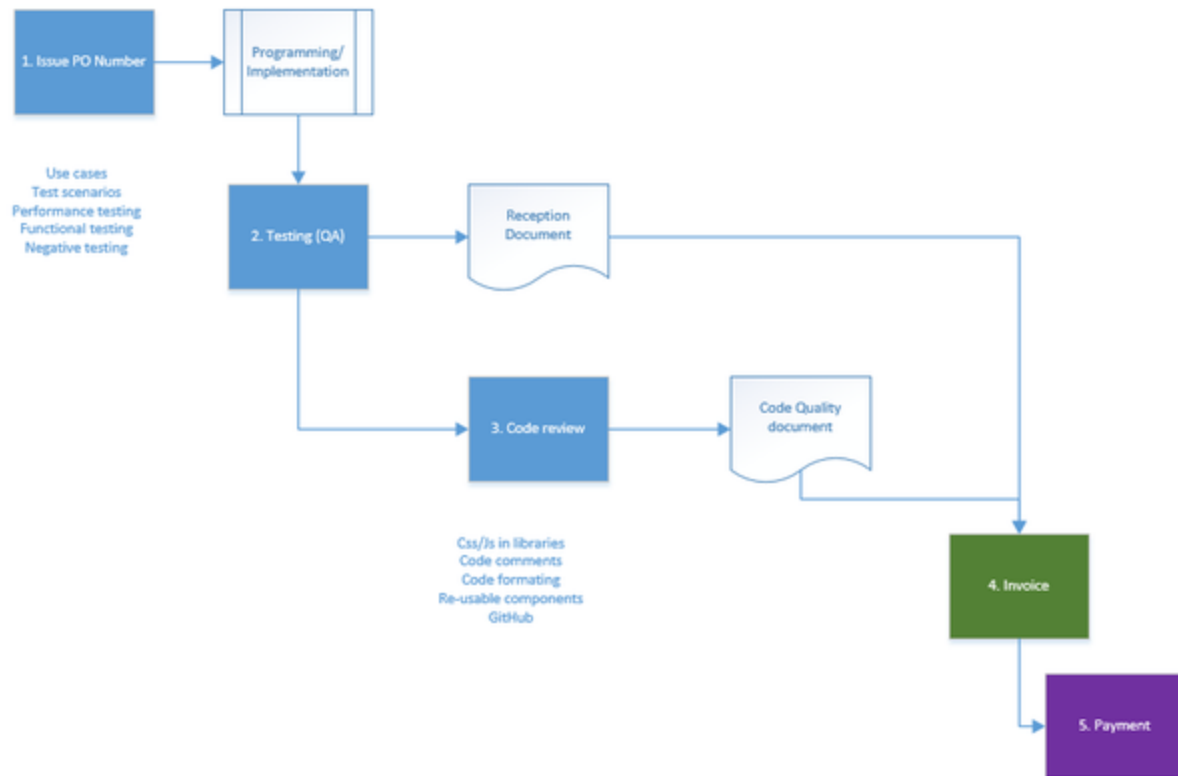 1. Issue PO Number
Programming/
Implementation
Use cases
Test scenarios
Performance testing
Functional testing
Negative testing
2. Testing (QA)
Reception
Document
3. Code review
Code Quality
document
Css/Js in libraries
Code comments
Code formating
Re-usable components
GitHub
4. Invoice
5. Payment